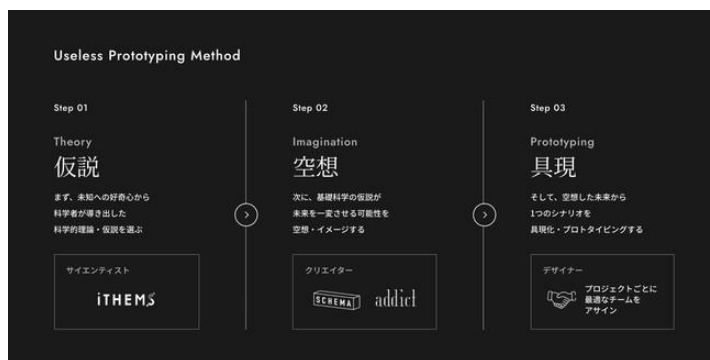 Useless Prototyping Method
Step 01
Theory
仮説
まず、未知への好奇心から
科学者が導き出した
科学的理論・仮説を選ぶ
サイエンティスト
iTHEMS
Step 02
Imagination
空想
次に、基礎科学の仮説が
未来を一変させる可能性を
空想・イメージする
クリエイター
SCHEMA
addict
Step 03
Prototyping
具現
そして、空想した未来から
1つのシナリオを
具現化・プロトタイピングする
デザイナー
プロジェクトごとに
最適なチームを
アサイン